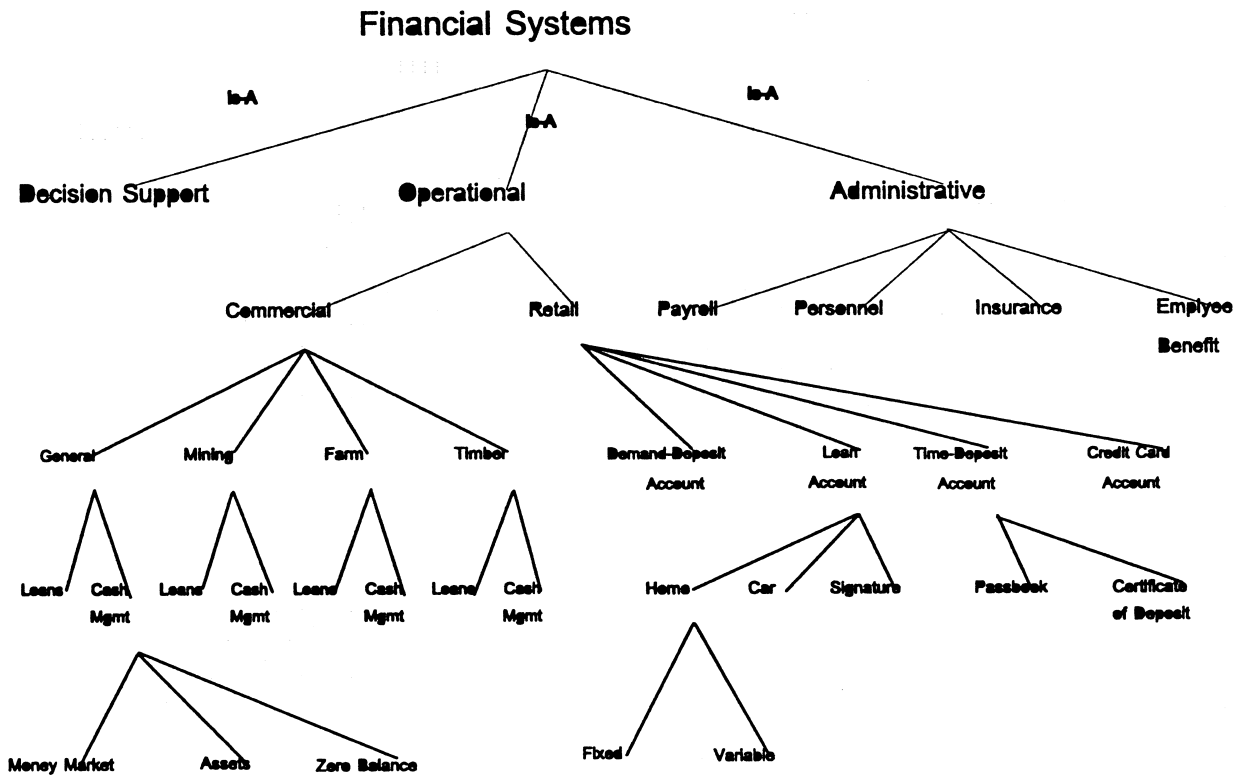 Financial Systems
Is-A
Is-A
Is-A
Decision Support
Operational
Administrative
Commercial
Retail
Payroll
Personnel
Insurance
Emplyee
Benefit
General
Mining
Farm
Timber
Demand-Deposit
Account
Loan
Account
Time-Deposit
Account
Credit Card
Account
Loans
Cash
Mgmt
Loans
Cash
Mgmt
Loans
Cash
Mgmt
Loans
Cash
Mgmt
Home
Car
Signature
Passbook
Certificate
of Deposit
Money Market
Assets
Zero Balance
Fixed
Variable